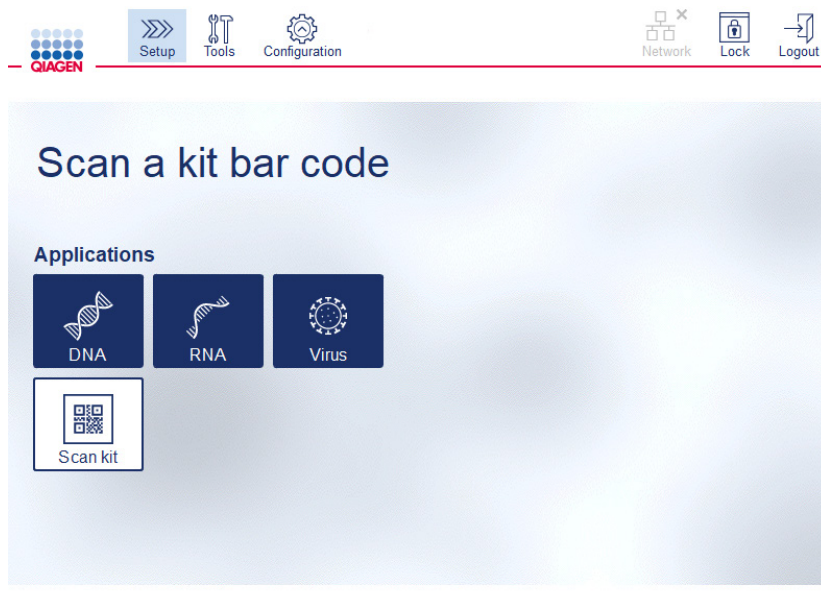 QIAGEN
Setup
Tools
Configuration
Network
Lock
Logout
Scan a kit bar code
Applications
DNA
RNA
Virus
Scan kit